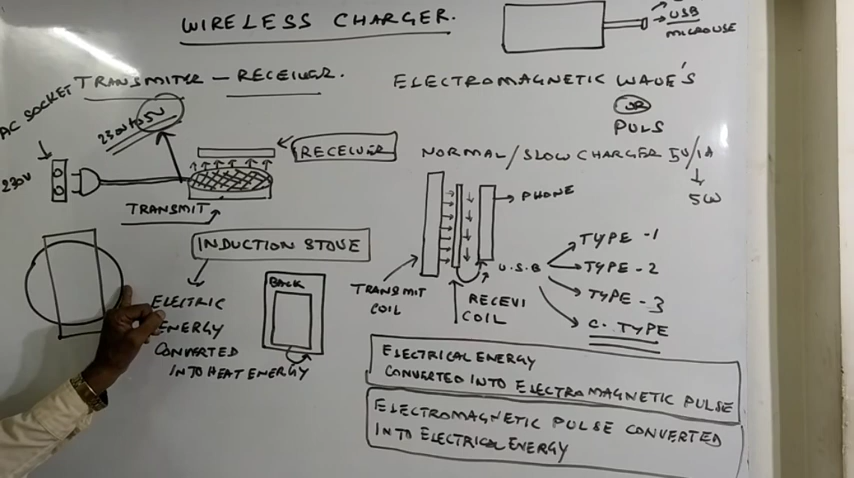 WIRELESS CHARGER.
USB
MICROUSE
TRANSMITER - RECEIVER.
ELECTROMAGNETIC WAVE'S
OR
PULS
AC SOCKET
230V TO 5V
230V
RECEIVER
TRANSMIT
NORMAL/SLOW CHARGER 5V/1A
5W
PHONE
TRANSMIT
COIL
RECEVI
COIL
U.S.B
TYPE -1
TYPE -2
TYPE -3
C. TYPE
INDUCTION STOVE
ELECTRIC
ENERGY
CONVERTED
INTO HEAT ENERGY
BACK
ELECTRICAL ENERGY
CONVERTED INTO ELECTROMAGNETIC PULSE
ELECTROMAGNETIC PULSE CONVERTED
INTO ELECTRICAL ENERGY